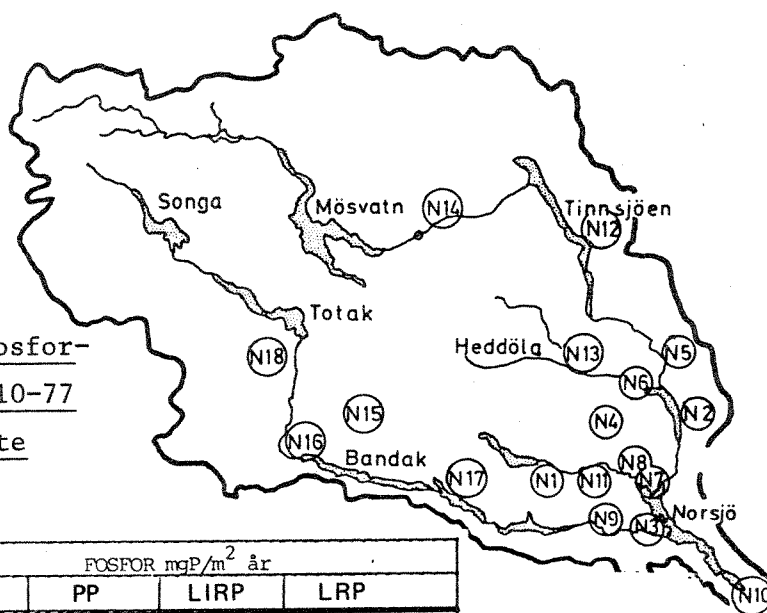 Songa
Mösvatn
N14
Tinnsjöen
N12
Totak
osfor-
10-77
te
N18
Heddöla
N13
N5
N6
N2
N15
N4
N16
Bandak
N17
N8
N1
N11
N7
N9
N3
Norsjö
N10
FOSFOR mgP/m² år
PP LIRP LRP